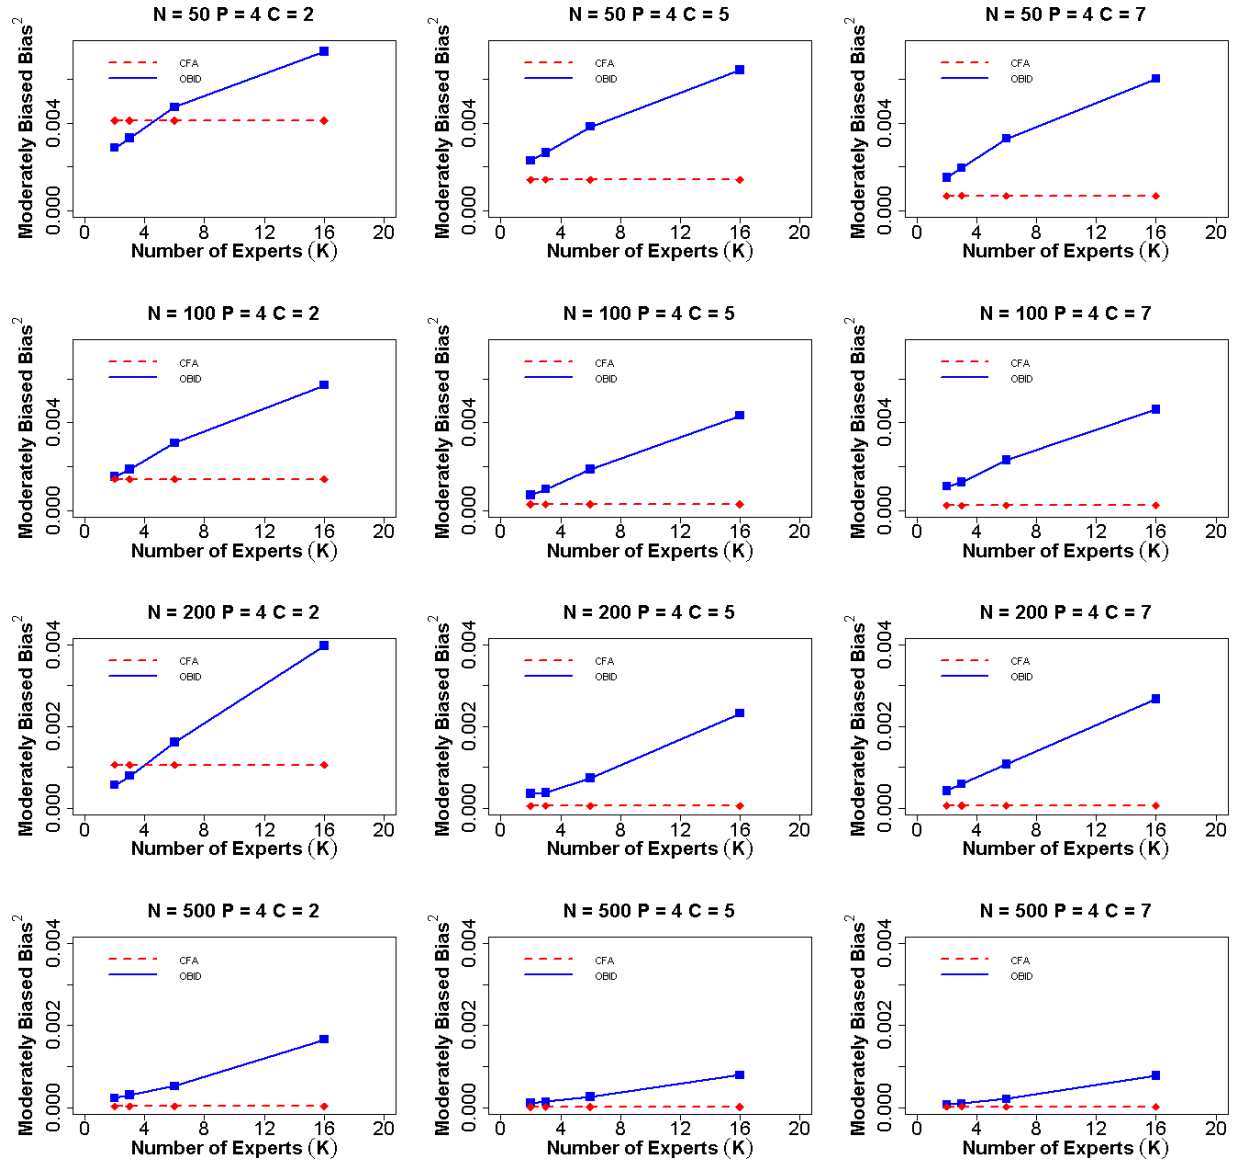 N = 50 P = 4 C = 2
Moderately Biased Bias²
0.000 0.004
CFA
OBID
0 4 8 12 16 20
Number of Experts (K)
N = 50 P = 4 C = 5
Moderately Biased Bias²
0.000 0.004
CFA
OBID
0 4 8 12 16 20
Number of Experts (K)
N = 50 P = 4 C = 7
Moderately Biased Bias²
0.000 0.004
CFA
OBID
0 4 8 12 16 20
Number of Experts (K)
N = 100 P = 4 C = 2
Moderately Biased Bias²
0.000 0.004
CFA
OBID
0 4 8 12 16 20
Number of Experts (K)
N = 100 P = 4 C = 5
Moderately Biased Bias²
0.000 0.004
CFA
OBID
0 4 8 12 16 20
Number of Experts (K)
N = 100 P = 4 C = 7
Moderately Biased Bias²
0.000 0.004
CFA
OBID
0 4 8 12 16 20
Number of Experts (K)
N = 200 P = 4 C = 2
Moderately Biased Bias²
0.000 0.002 0.004
CFA
OBID
0 4 8 12 16 20
Number of Experts (K)
N = 200 P = 4 C = 5
Moderately Biased Bias²
0.000 0.002 0.004
CFA
OBID
0 4 8 12 16 20
Number of Experts (K)
N = 200 P = 4 C = 7
Moderately Biased Bias²
0.000 0.002 0.004
CFA
OBID
0 4 8 12 16 20
Number of Experts (K)
N = 500 P = 4 C = 2
Moderately Biased Bias²
0.000 0.002 0.004
CFA
OBID
0 4 8 12 16 20
Number of Experts (K)
N = 500 P = 4 C = 5
Moderately Biased Bias²
0.000 0.002 0.004
CFA
OBID
0 4 8 12 16 20
Number of Experts (K)
N = 500 P = 4 C = 7
Moderately Biased Bias²
0.000 0.002 0.004
CFA
OBID
0 4 8 12 16 20
Number of Experts (K)